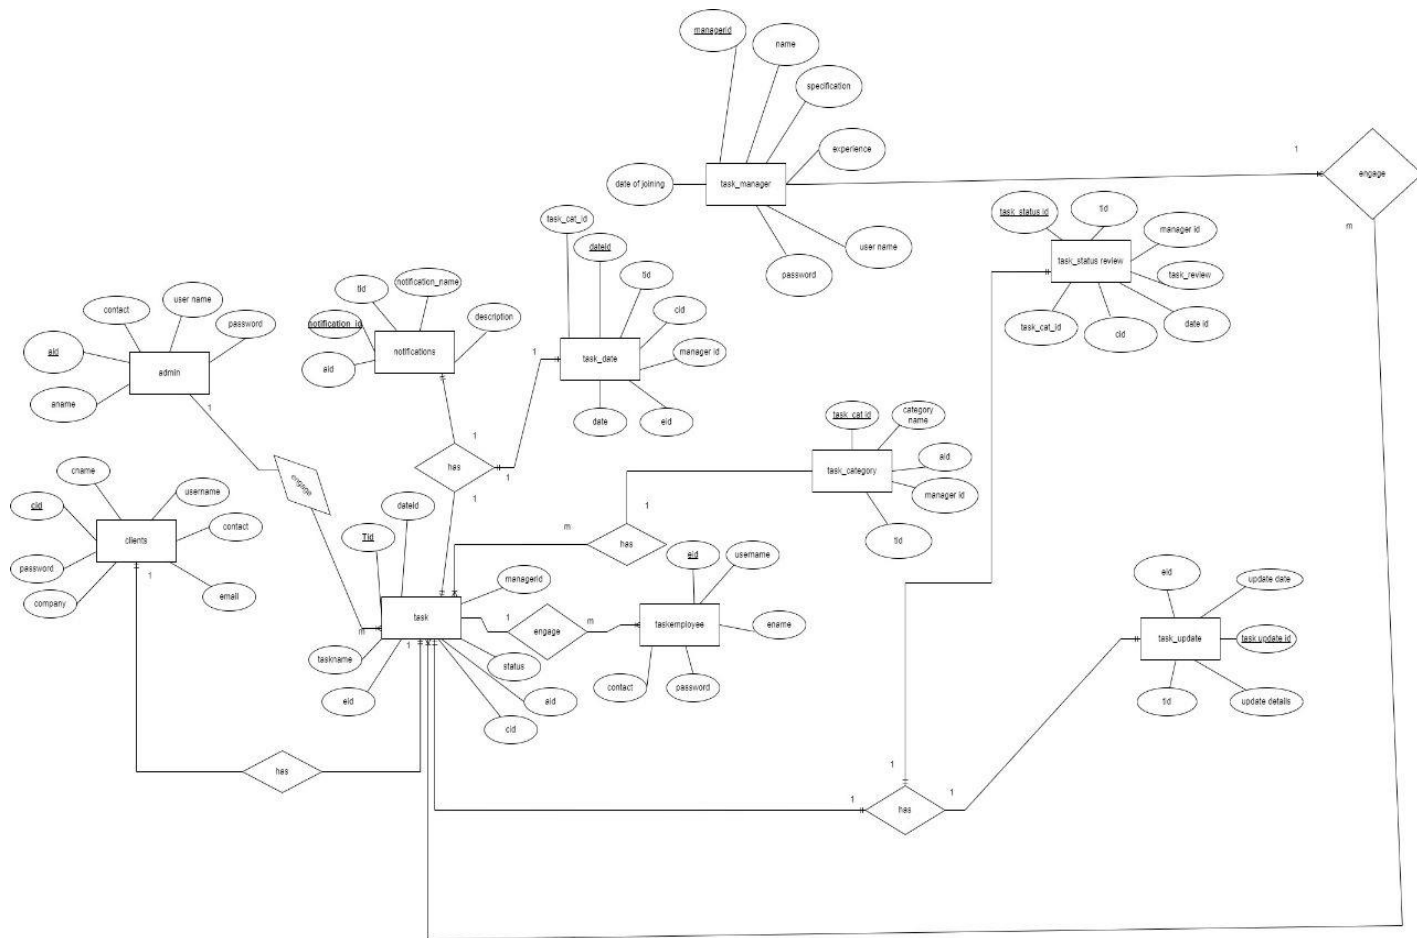 managerid
name
specification
experience
date of joining
task_manager
user name
password
1
engage
m
task_status id
tid
manager id
task_review
date id
cid
task_cat_id
task_status review
task_cat_id
dateid
tid
cid
manager id
eid
date
task_date
1
tid
notification_name
notification_id
description
aid
notifications
1
has
1
1
contact
user name
password
aid
aname
admin
1
engage
m
cname
username
cid
contact
password
company
email
clients
1
has
1
task_cat id
category
name
aid
manager id
tid
task_category
1
m
has
dateid
Tid
managerid
status
aid
cid
eid
taskname
task
1
engage
m
eid
username
ename
contact
password
taskemployee
eid
update date
task update id
update details
tid
task_update
1
1
has
1